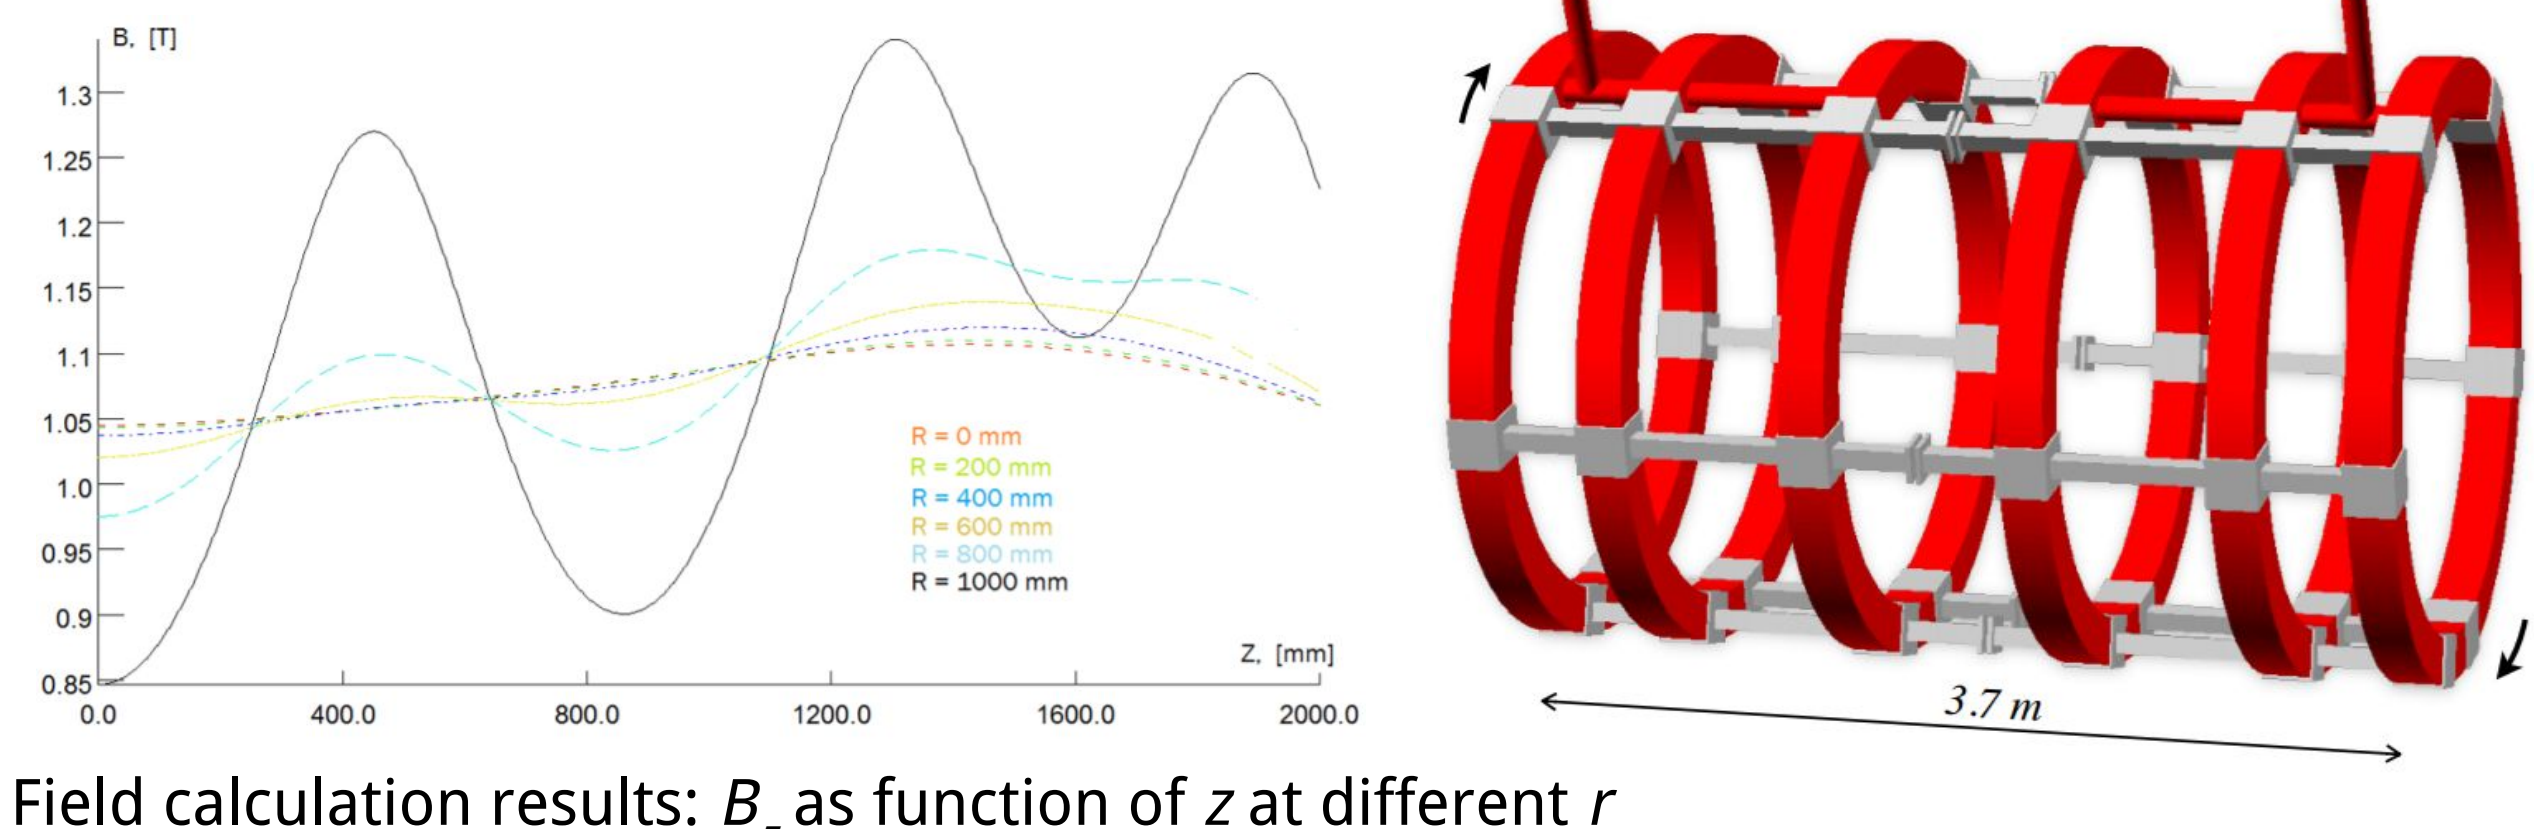 B, [T]
1.3
1.25
1.2
1.15
1.1
1.05
1.0
0.95
0.9
0.85
R = 0 mm
R = 200 mm
R = 400 mm
R = 600 mm
R = 800 mm
R = 1000 mm
Z, [mm]
0.0 400.0 800.0 1200.0 1600.0 2000.0
3.7 m
Field calculation results: B as function of z at different r